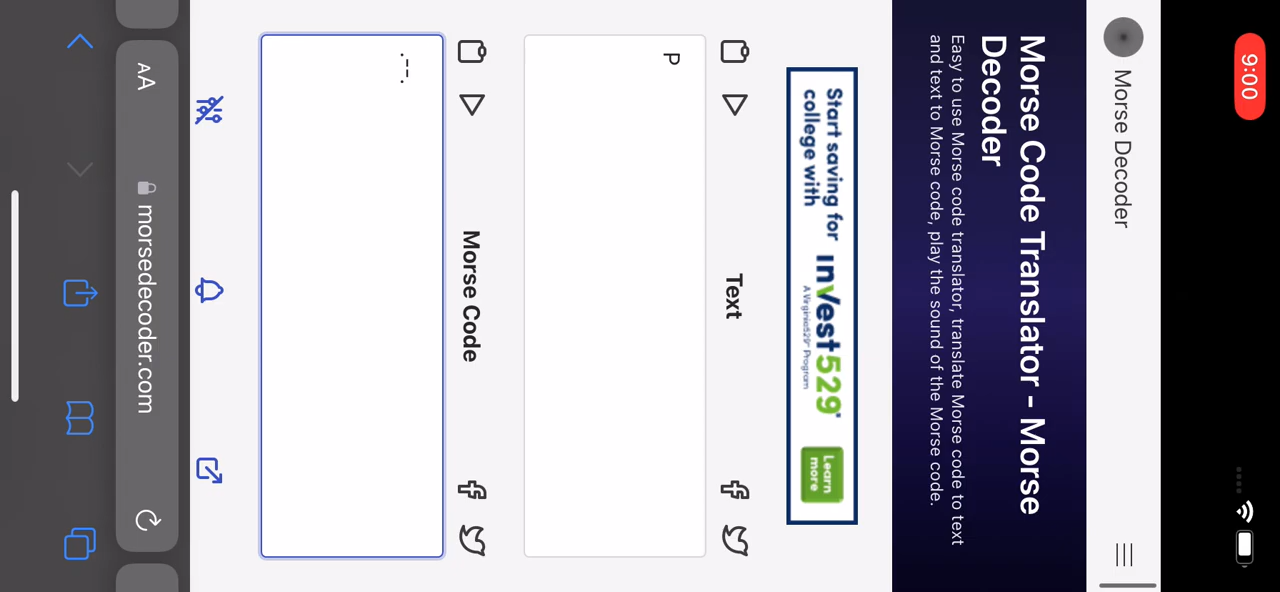 9:00
Morse Decoder
Morse Code Translator - Morse
Decoder
Easy to use Morse code translator, translate Morse code to text
and text to Morse code, play the sound of the Morse code.
Start saving for
college with
invest529
A Virginia529 Program
Learn
more
Text
P
Morse Code
.--.
AA
morsedecoder.com